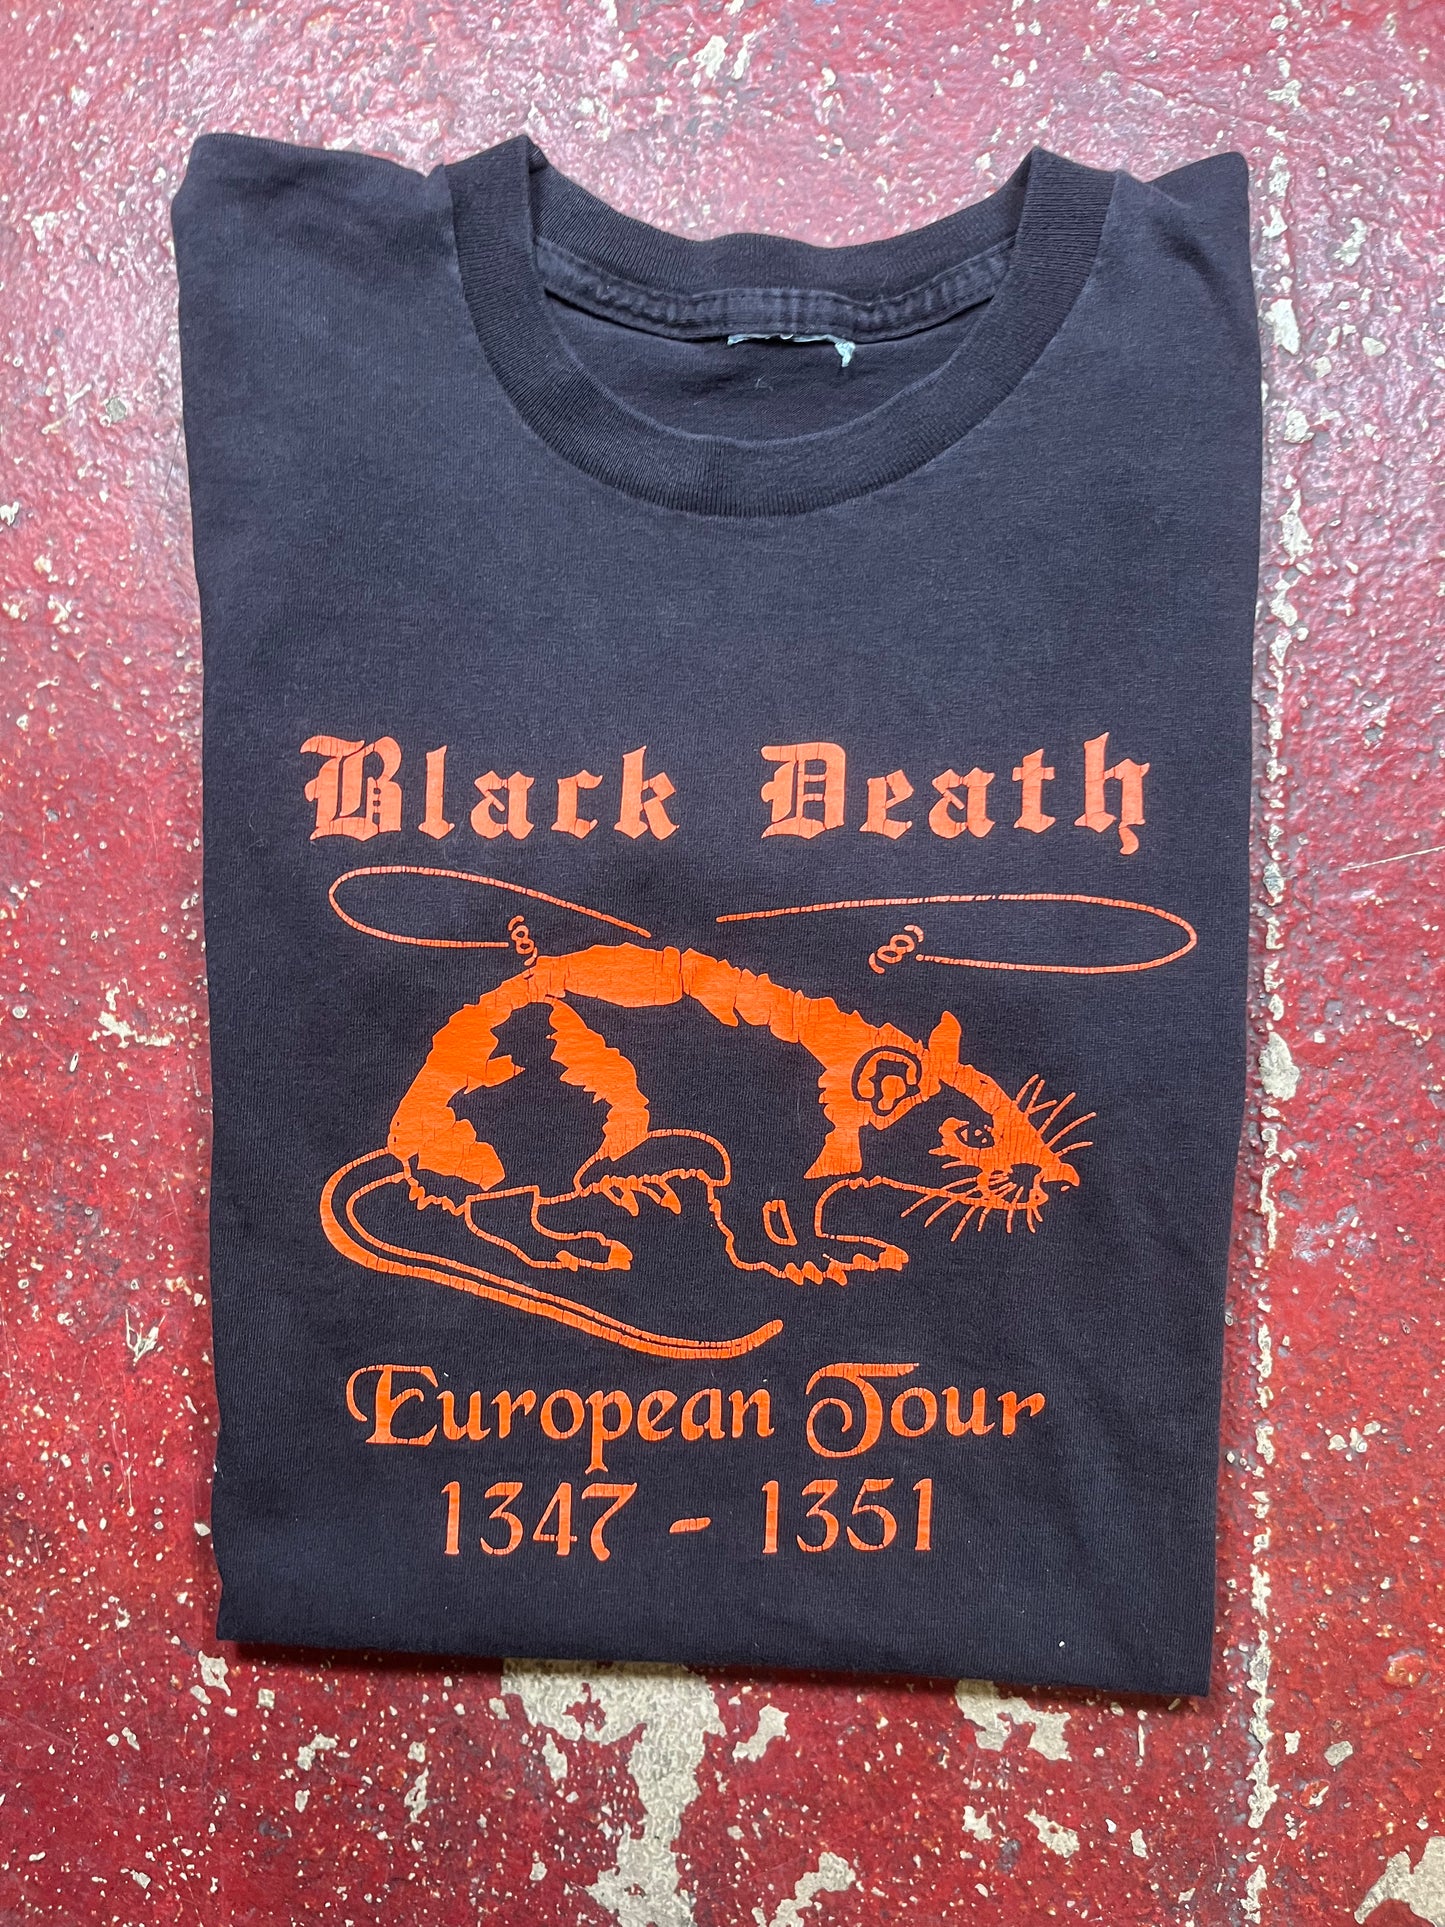 Black Death
European Tour
1347 - 1351